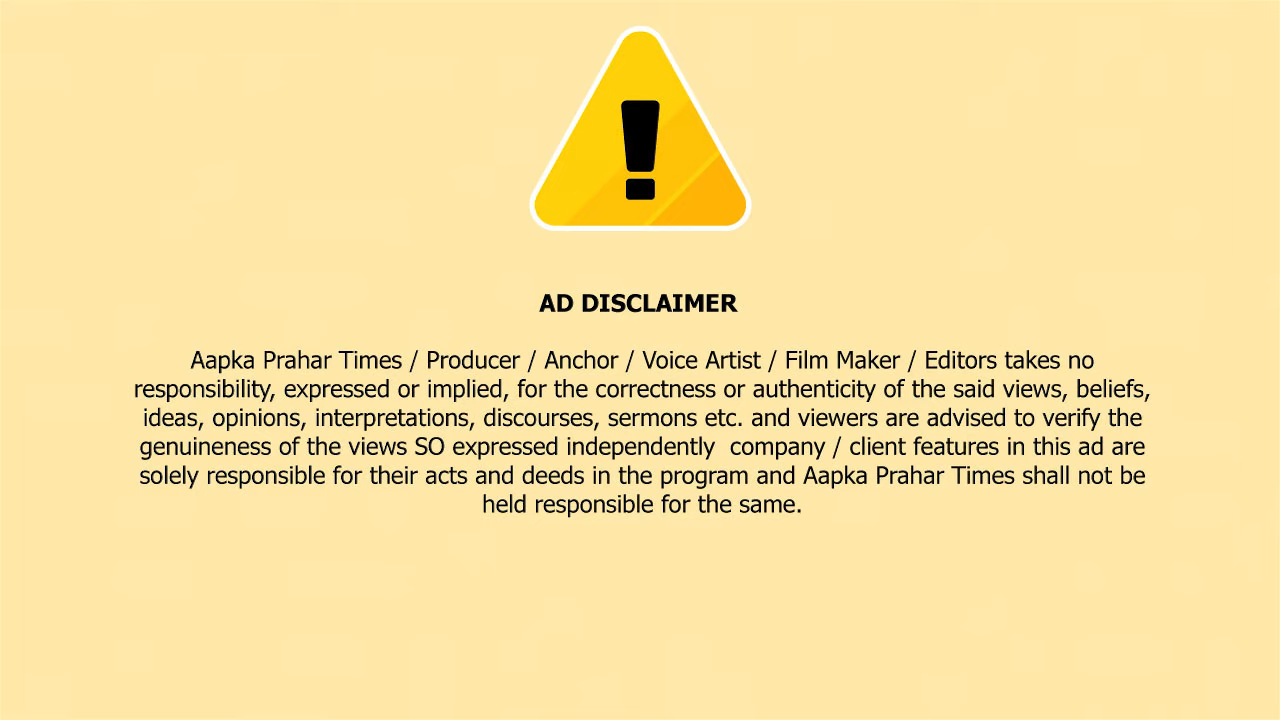 AD DISCLAIMER
Aapka Prahar Times / Producer / Anchor / Voice Artist / Film Maker / Editors takes no
responsibility, expressed or implied, for the correctness or authenticity of the said views, beliefs,
ideas, opinions, interpretations, discourses, sermons etc. and viewers are advised to verify the
genuineness of the views SO expressed independently  company / client features in this ad are
solely responsible for their acts and deeds in the program and Aapka Prahar Times shall not be
held responsible for the same.